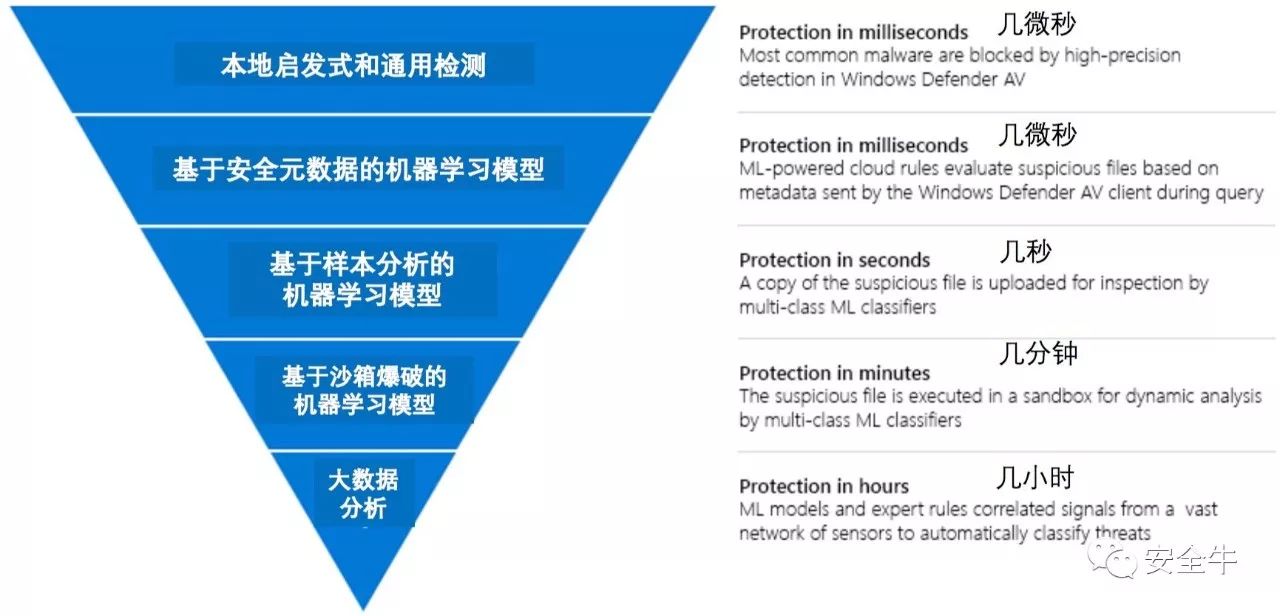 本地启发式和通用检测
Protection in milliseconds 几微秒
Most common malware are blocked by high-precision
detection in Windows Defender AV
基于安全元数据的机器学习模型
Protection in milliseconds 几微秒
ML-powered cloud rules evaluate suspicious files based on
metadata sent by the Windows Defender AV client during query
基于样本分析的
机器学习模型
Protection in seconds 几秒
A copy of the suspicious file is uploaded for inspection by
multi-class ML classifiers
基于沙箱爆破的
机器学习模型
Protection in minutes 几分钟
The suspicious file is executed in a sandbox for dynamic analysis
by multi-class ML classifiers
大数据
分析
Protection in hours 几小时
ML models and expert rules correlated signals from a vast
network of sensors to automatically classify threats
安全牛